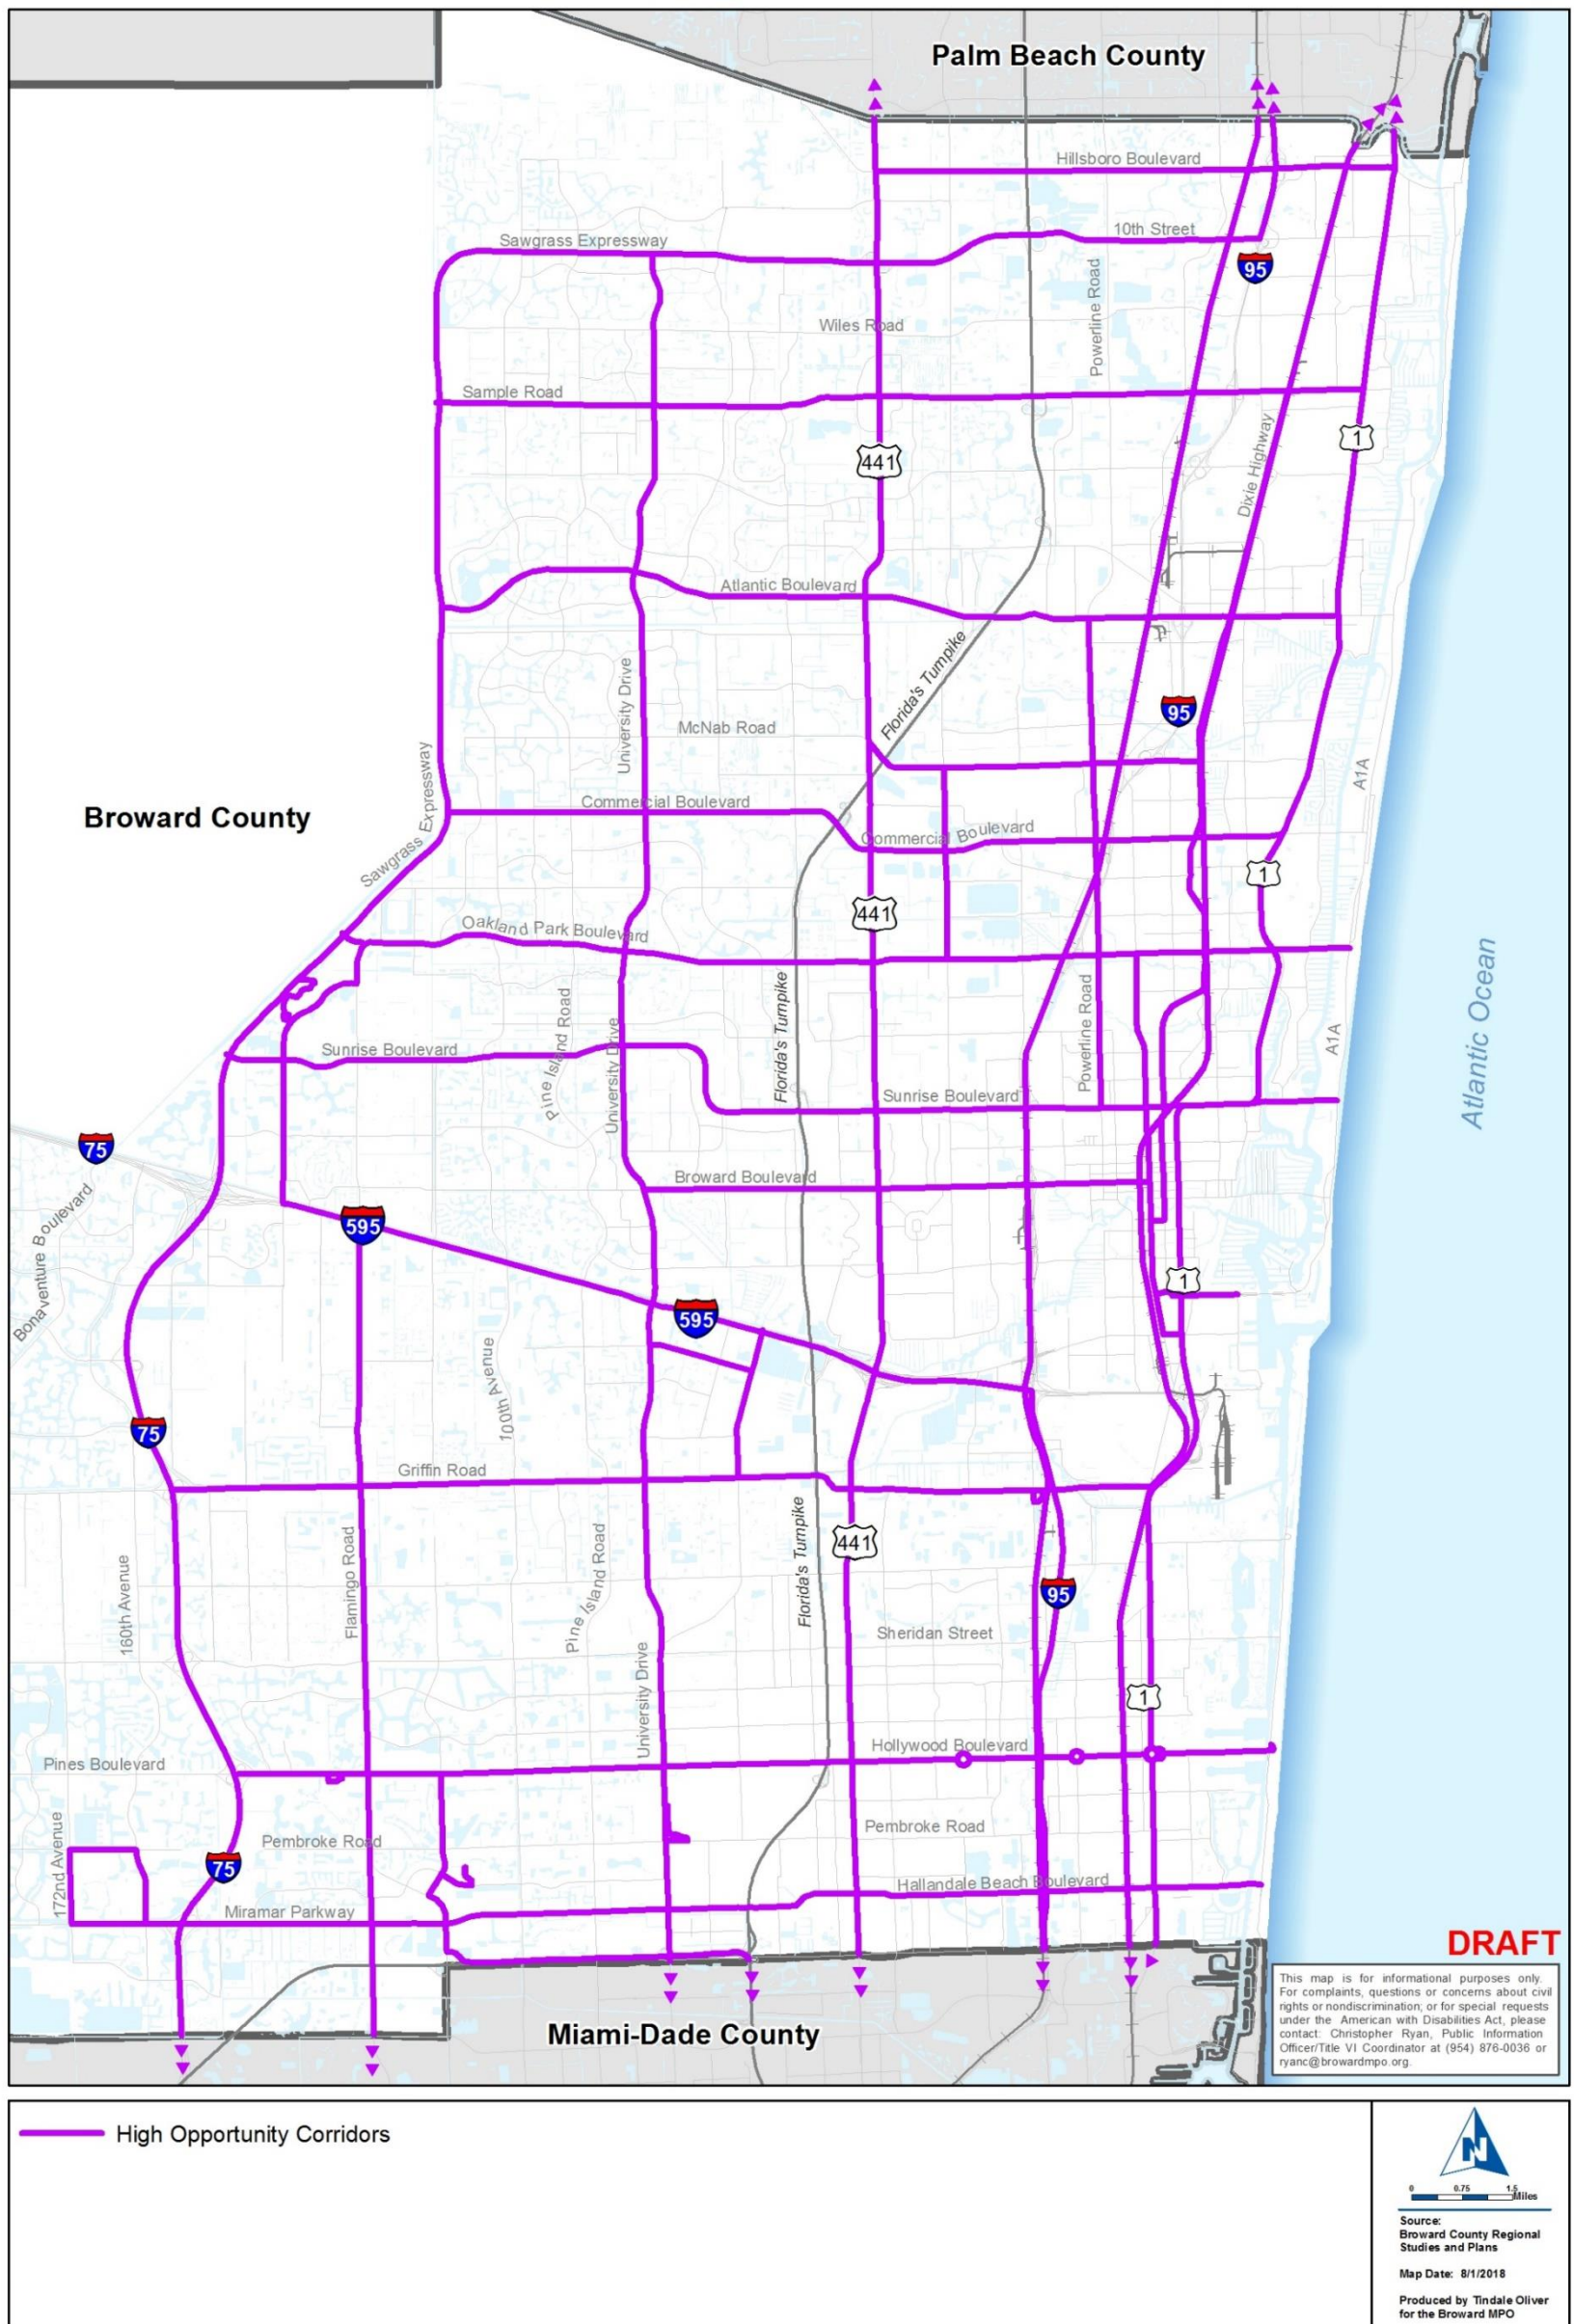 Palm Beach County
Hillsboro Boulevard
10th Street
Sawgrass Expressway
95
Powerline Road
Wiles Road
Sample Road
1
441
Dixie Highway
Atlantic Boulevard
University Drive
Florida's Turnpike
McNab Road
95
A1A
Sawgrass Expressway
Commercial Boulevard
Broward County
Commercial Boulevard
1
441
Oakland Park Boulevard
Atlantic Ocean
Pine Island Road
University Drive
Florida's Turnpike
Powerline Road
A1A
Sunrise Boulevard
Sunrise Boulevard
75
Broward Boulevard
Bonaventure Boulevard
595
1
595
100th Avenue
75
Griffin Road
160th Avenue
Flamingo Road
Pine Island Road
Florida's Turnpike
441
95
Sheridan Street
University Drive
1
Hollywood Boulevard
Pines Boulevard
172nd Avenue
Pembroke Road
Pembroke Road
75
Hallandale Beach Boulevard
Miramar Parkway
DRAFT
This map is for informational purposes only.
For complaints, questions or concerns about civil
rights or nondiscrimination; or for special requests
under the American with Disabilities Act, please
contact: Christopher Ryan, Public Information
Officer/Title VI Coordinator at (954) 876-0036 or
ryanc@browardmpo.org.
Miami-Dade County
High Opportunity Corridors
N
0 0.75 1.5
Miles
Source:
Broward County Regional
Studies and Plans
Map Date: 8/1/2018
Produced by Tindale Oliver
for the Broward MPO